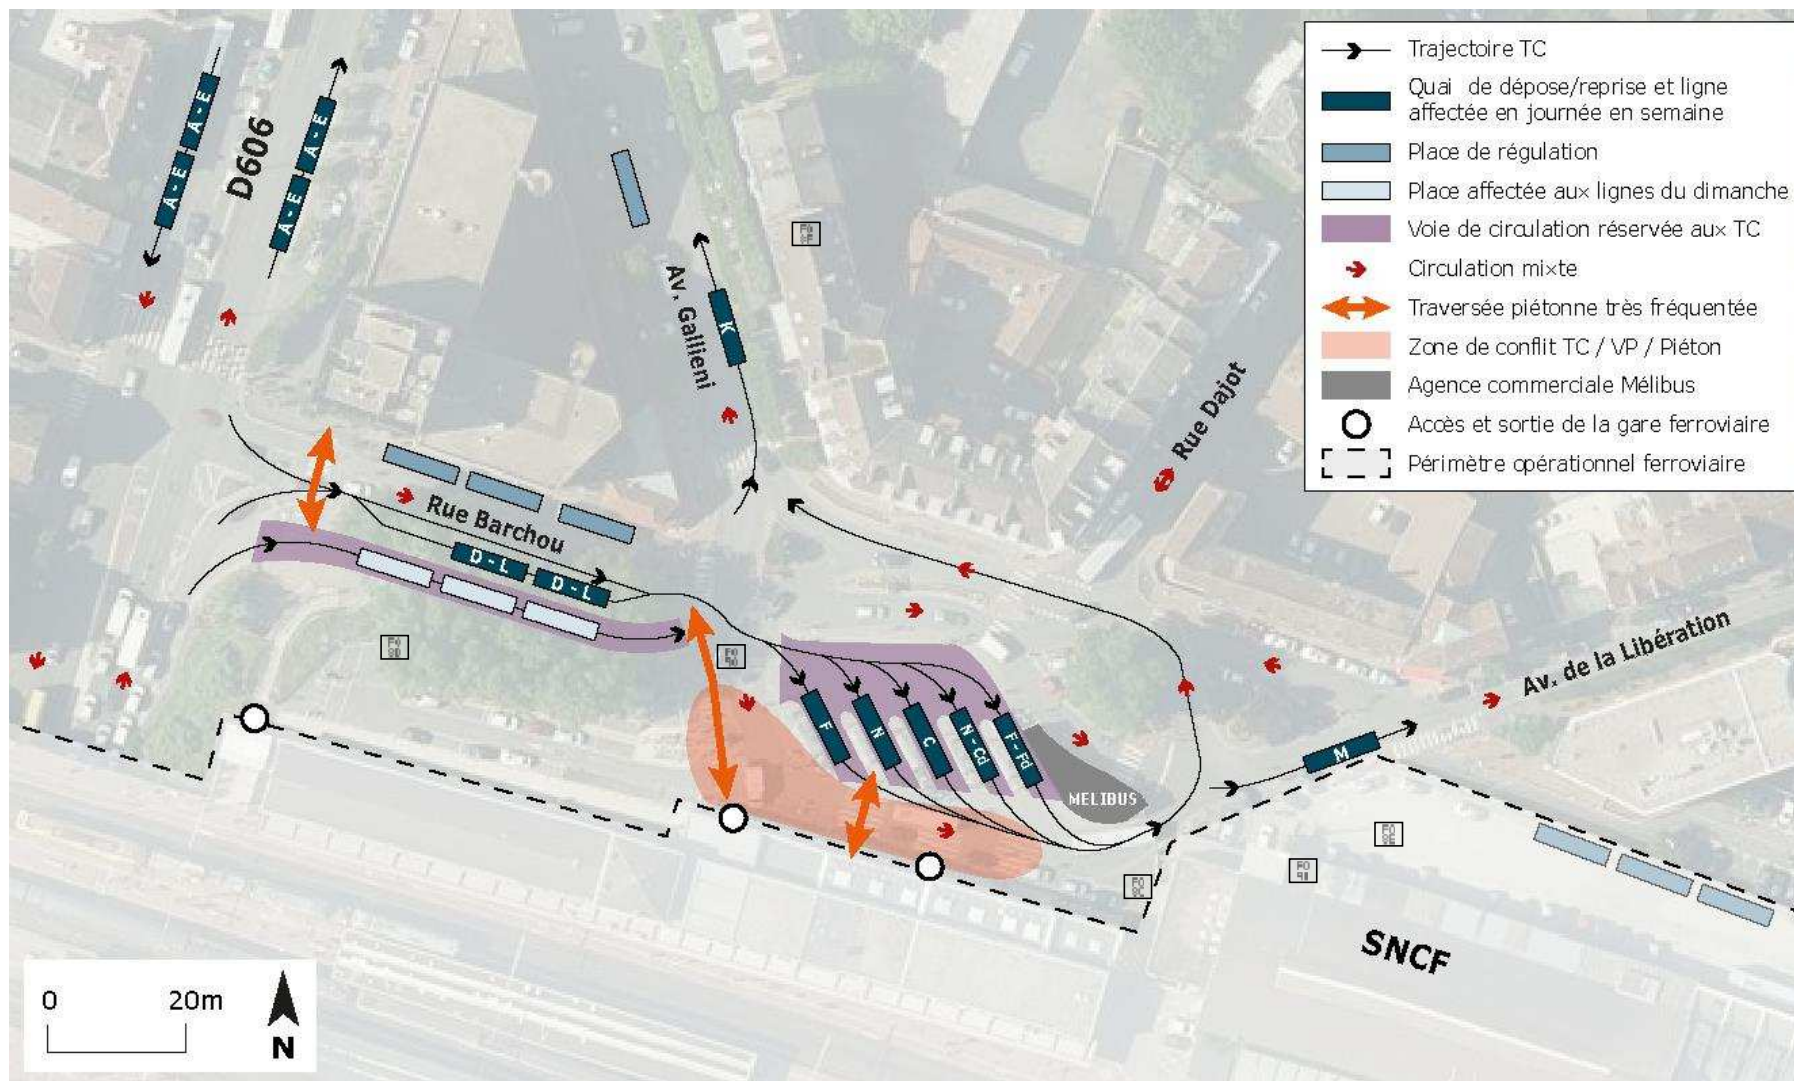 Trajectoire TC
Quai de dépose/reprise et ligne
affectée en journée en semaine
Place de régulation
Place affectée aux lignes du dimanche
Voie de circulation réservée aux TC
Circulation mixte
Traversée piétonne très fréquentée
Zone de conflit TC / VP / Piéton
Agence commerciale Mélibus
Accès et sortie de la gare ferroviaire
Périmètre opérationnel ferroviaire
A - E
A - E
D606
A - E
A - E
Av. Gallieni
K
Rue Dajot
Rue Barchou
D - L
D - L
Av. de la Libération
F
N
C
N - Cd
F - Fd
M
MELIBUS
SNCF
0 20m
N